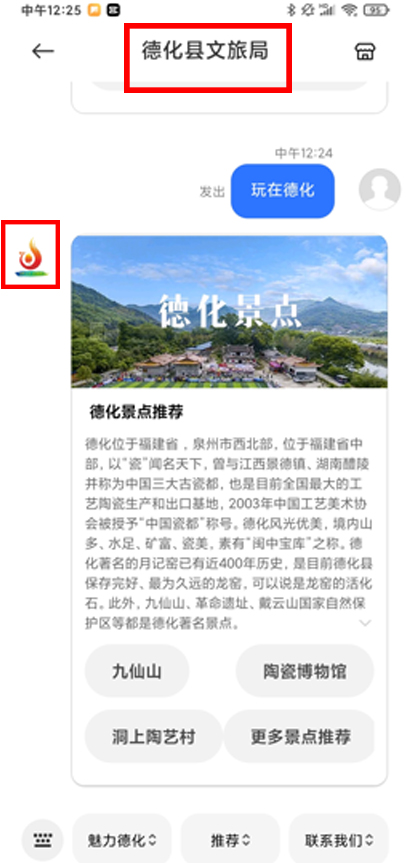 中午12:25
95
德化县文旅局
中午12:24
发出
玩在德化
德化景点
德化景点推荐
德化位于福建省，泉州市西北部，位于福建省中
部，以“瓷”闻名天下，曾与江西景德镇、湖南醴陵
并称为中国三大古瓷都，也是目前全国最大的工
艺陶瓷生产和出口基地，2003年中国工艺美术协
会被授予“中国瓷都”称号。德化风光优美，境内山
多、水足、矿富、瓷美，素有“闽中宝库”之称。德
化著名的月记窑已有近400年历史，是目前德化县
保存完好、最为久远的龙窑，可以说是龙窑的活化
石。此外，九仙山、革命遗址、戴云山国家自然保
护区等都是德化著名景点。
九仙山
陶瓷博物馆
洞上陶艺村
更多景点推荐
魅力德化
推荐
联系我们